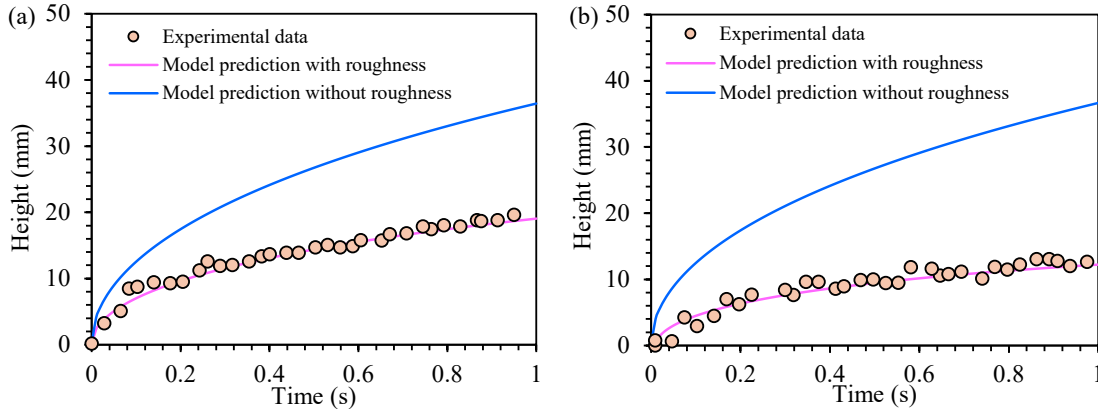 (a)
50
40
30
20
10
0
Height (mm)
Experimental data
Model prediction with roughness
Model prediction without roughness
0 0.2 0.4 0.6 0.8 1
Time (s)
(b)
50
40
30
20
10
0
Height (mm)
Experimental data
Model prediction with roughness
Model prediction without roughness
0 0.2 0.4 0.6 0.8 1
Time (s)